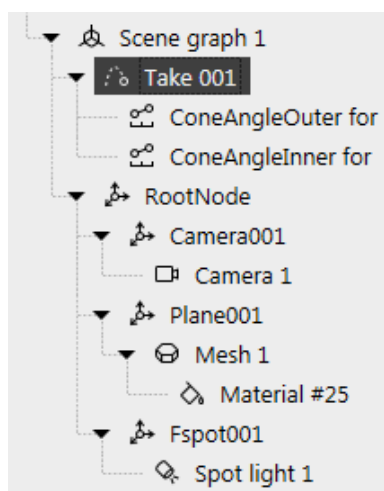 Scene graph 1
Take 001
ConeAngleOuter for
ConeAngleInner for
RootNode
Camera001
Camera 1
Plane001
Mesh 1
Material #25
Fspot001
Spot light 1